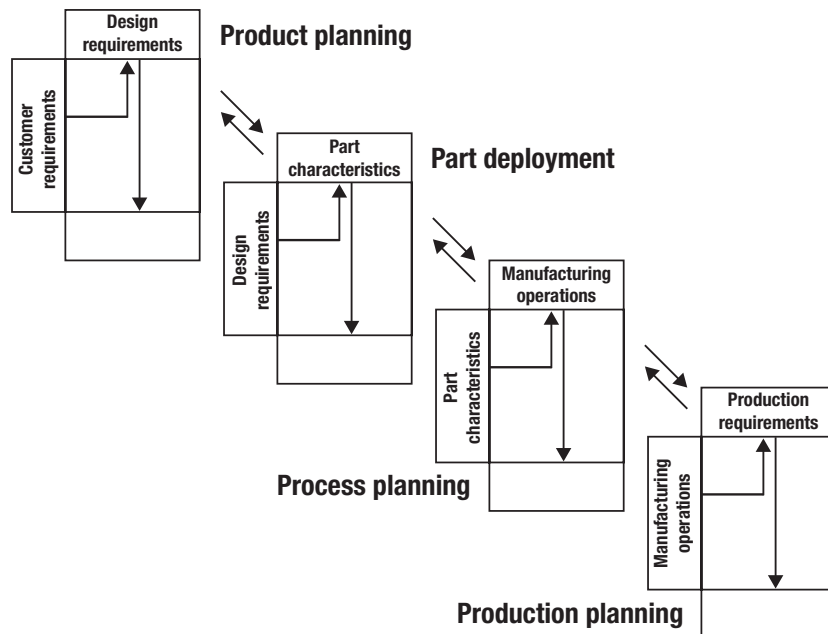 Design
requirements
Product planning
Customer
requirements
Part
characteristics
Part deployment
Design
requirements
Manufacturing
operations
Part
characteristics
Process planning
Production
requirements
Manufacturing
operations
Production planning